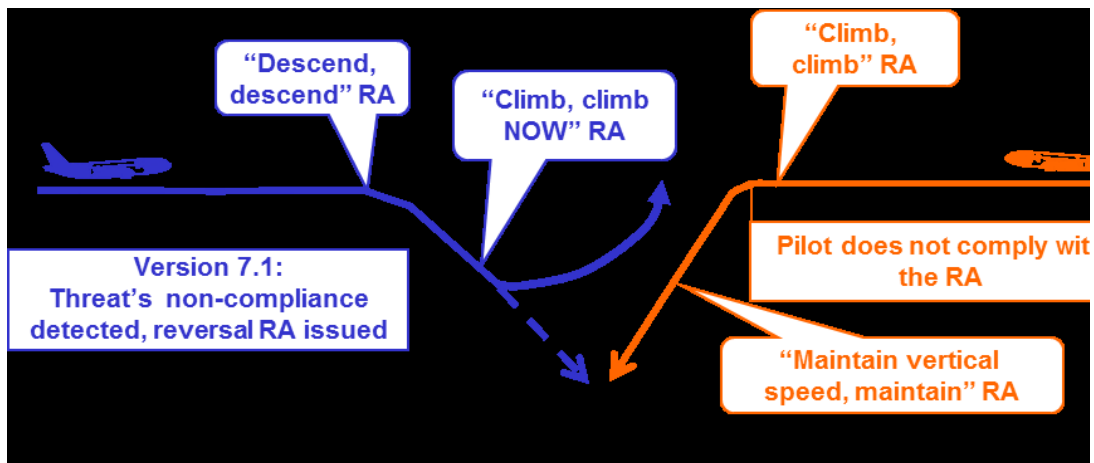 “Descend,
descend” RA
“Climb, climb
NOW” RA
“Climb,
climb” RA
Version 7.1:
Threat’s non-compliance
detected, reversal RA issued
Pilot does not comply wit
the RA
“Maintain vertical
speed, maintain” RA